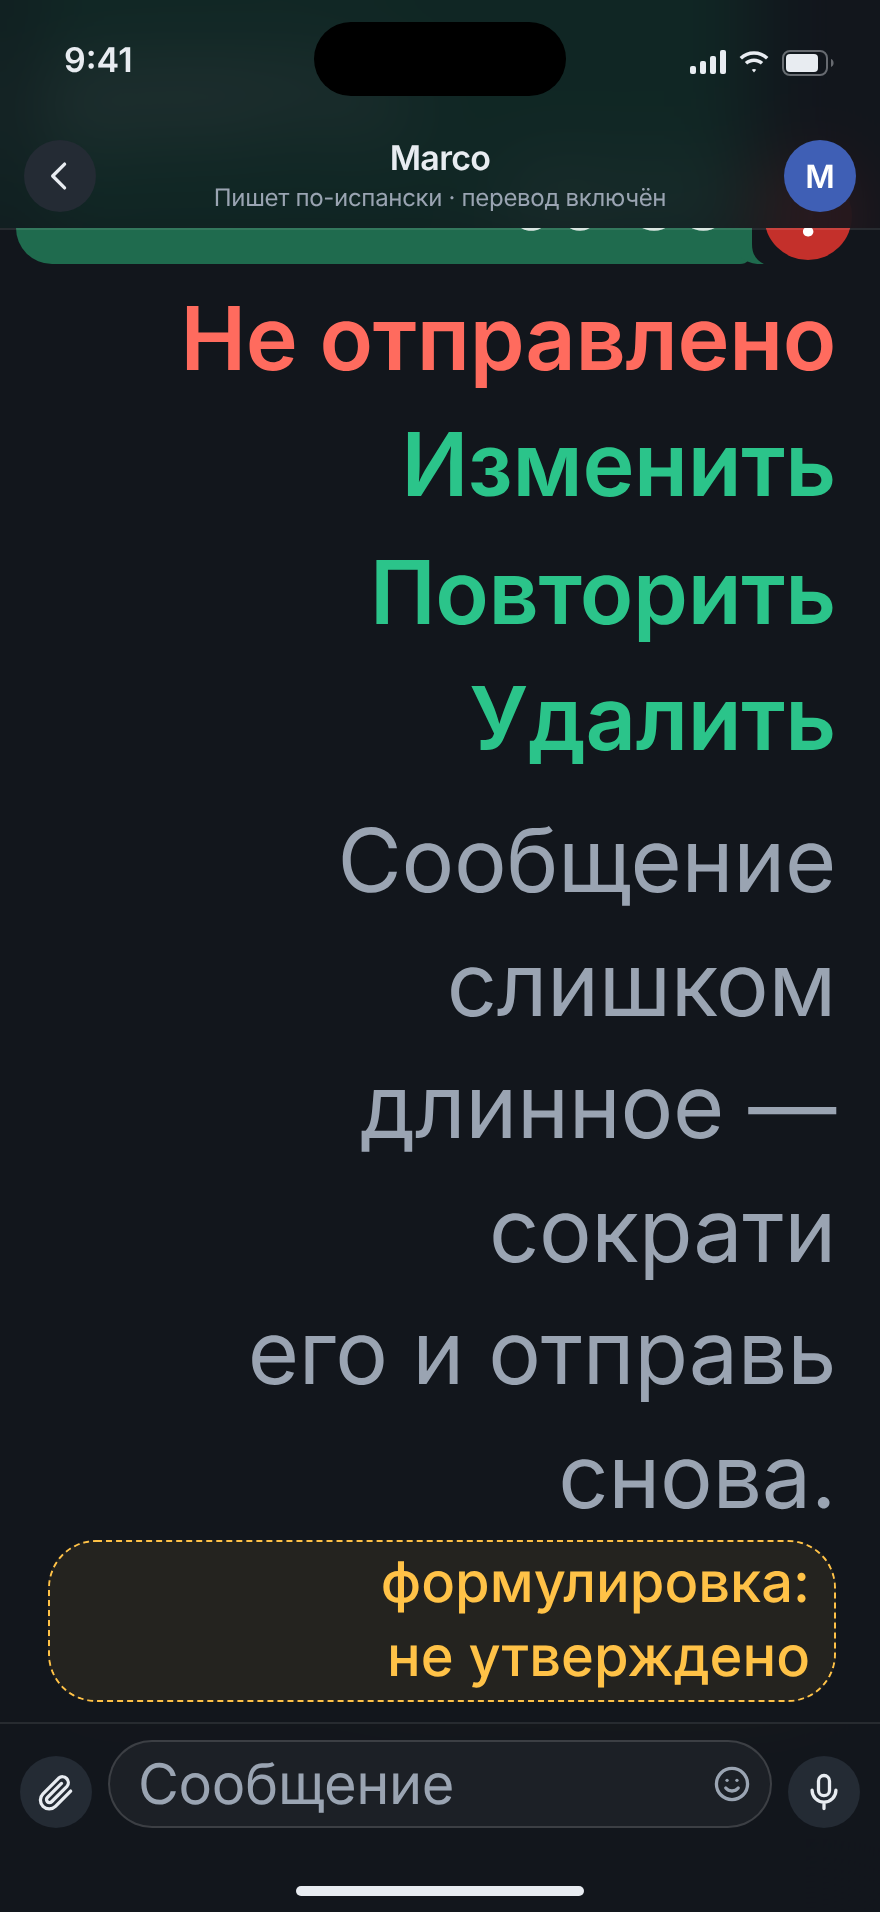 9:41
Marco
Пишет по-испански · перевод включён
M
Не отправлено
Изменить
Повторить
Удалить
Сообщение
слишком
длинное —
сократи
его и отправь
снова.
формулировка:
не утверждено
Сообщение